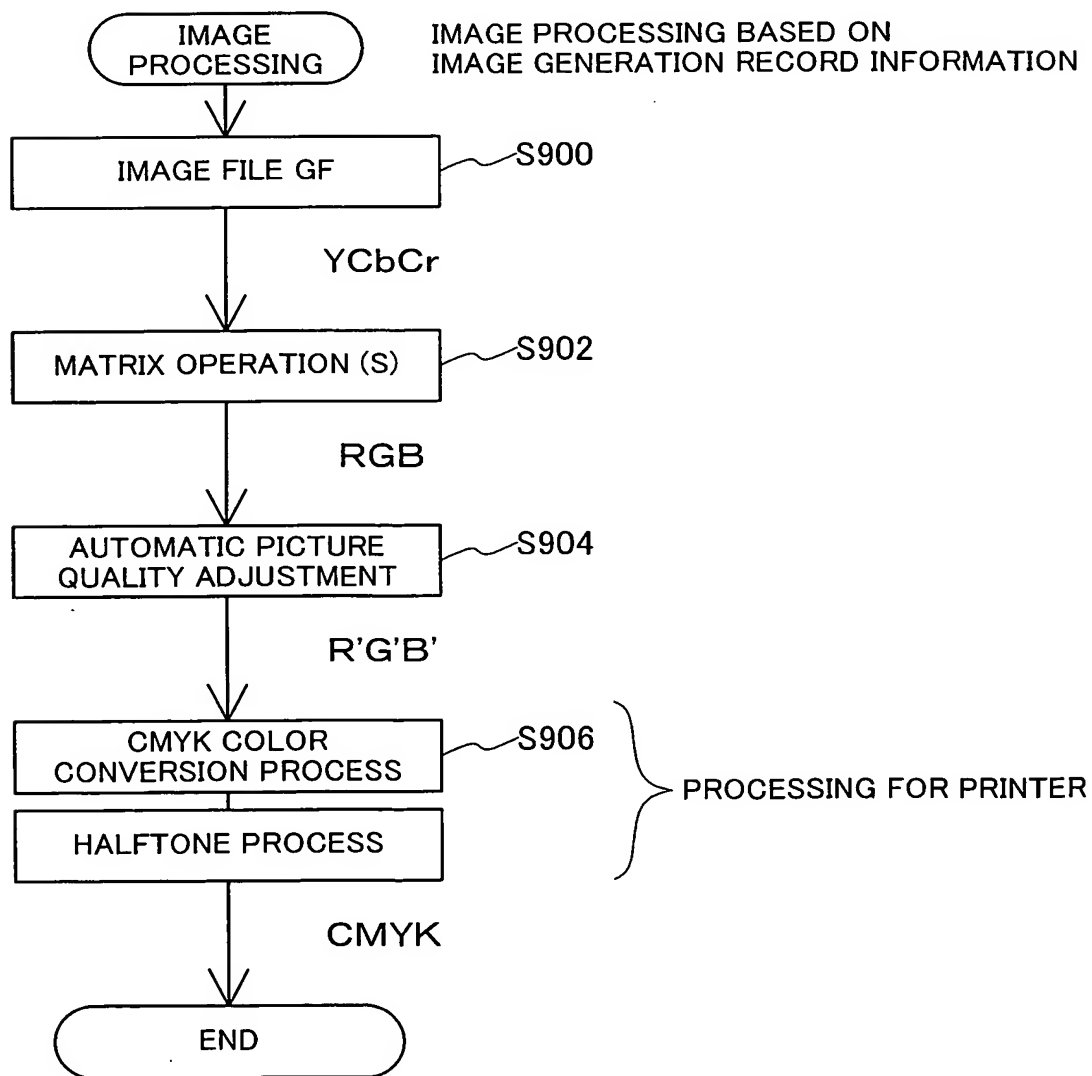 IMAGE
PROCESSING
IMAGE PROCESSING BASED ON
IMAGE GENERATION RECORD INFORMATION
IMAGE FILE GF
S900
YCbCr
MATRIX OPERATION (S)
S902
RGB
AUTOMATIC PICTURE
QUALITY ADJUSTMENT
S904
R'G'B'
CMYK COLOR
CONVERSION PROCESS
S906
PROCESSING FOR PRINTER
HALFTONE PROCESS
CMYK
END